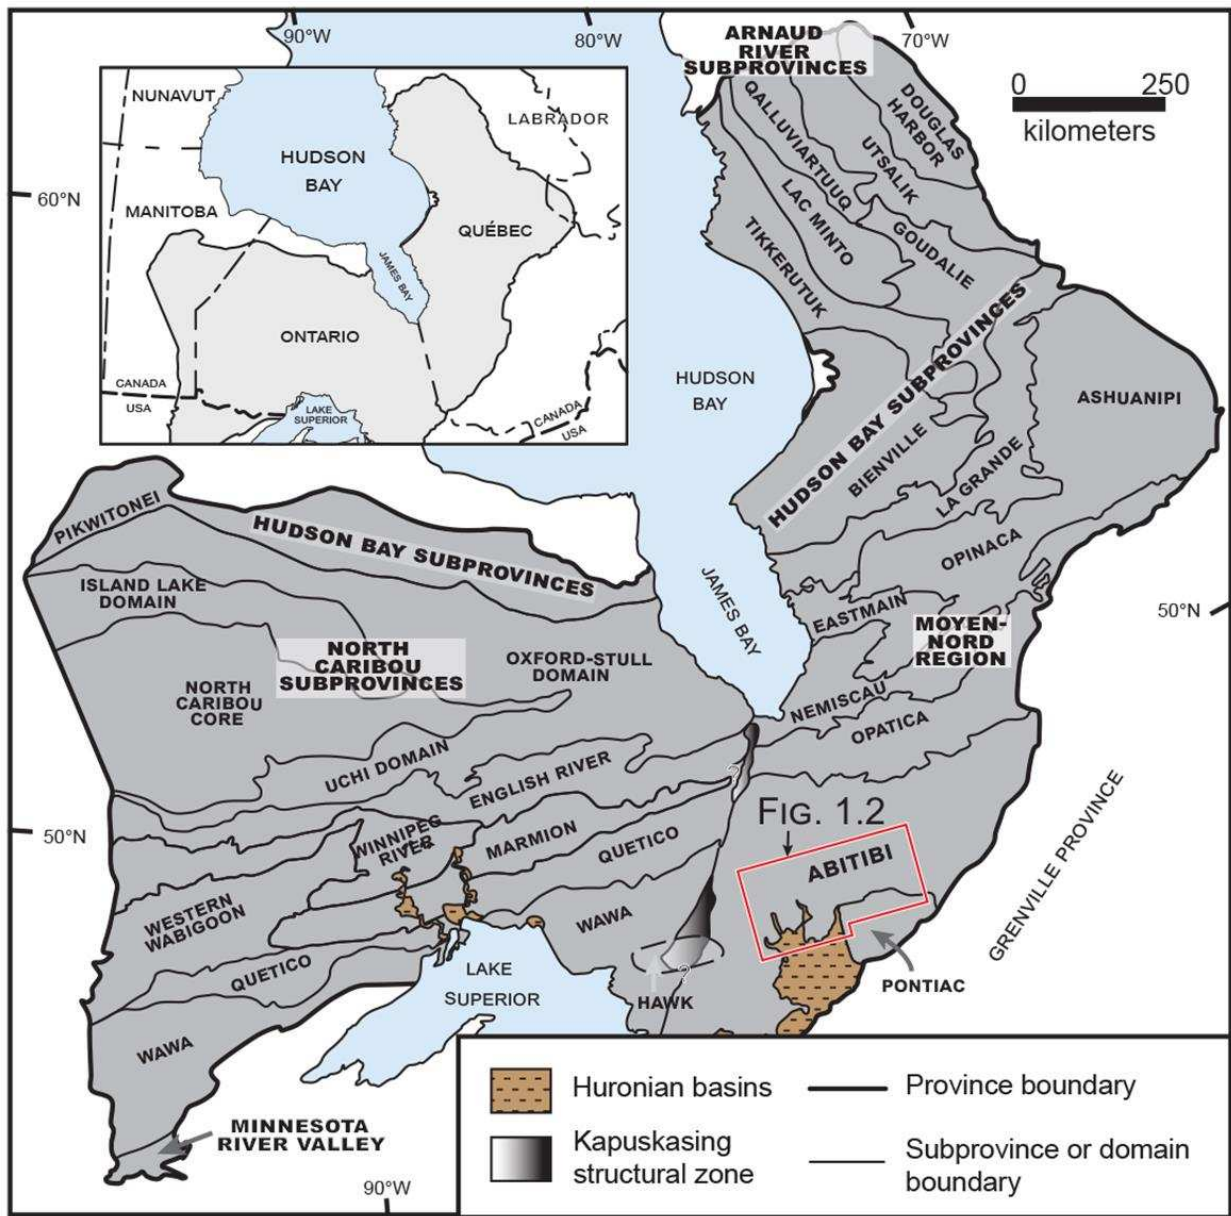 90°W
80°W
70°W
ARNAUD
RIVER
SUBPROVINCES
0 250
kilometers
60°N
NUNAVUT
HUDSON
BAY
LABRADOR
MANITOBA
QUÉBEC
JAMES BAY
ONTARIO
CANADA
USA
LAKE
SUPERIOR
CANADA
USA
DOUGLAS
HARBOR
QALLUVIARTUUQ
UTSALIK
LAC MINTO
GOUDALIE
TIKKERUTUK
HUDSON BAY SUBPROVINCES
HUDSON
BAY
ASHUANIPI
BIENVILLE
LA GRANDE
PIKWITONEI
HUDSON BAY SUBPROVINCES
OPINACA
ISLAND LAKE
DOMAIN
JAMES BAY
EASTMAIN
50°N
MOYEN-
NORD
REGION
NORTH
CARIBOU
SUBPROVINCES
OXFORD-STULL
DOMAIN
NORTH
CARIBOU
CORE
NEMISCAU
OPATICA
UCHI DOMAIN
ENGLISH RIVER
?
FIG. 1.2
50°N
WINNIPEG
RIVER
MARMION
QUETICO
ABITIBI
GRENVILLE PROVINCE
WESTERN
WABIGOON
WAWA
QUETICO
LAKE
SUPERIOR
?
HAWK
PONTIAC
WAWA
MINNESOTA
RIVER VALLEY
90°W
Huronian basins
Province boundary
Kapuskasing
structural zone
Subprovince or domain
boundary